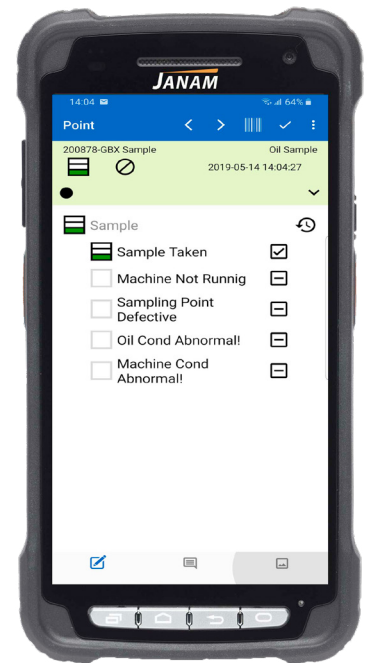 JANAM
14:04 64%
Point
200878-GBX Sample Oil Sample
2019-05-14 14:04:27
Sample
Sample Taken
Machine Not Runnig
Sampling Point
Defective
Oil Cond Abnormal!
Machine Cond
Abnormal!